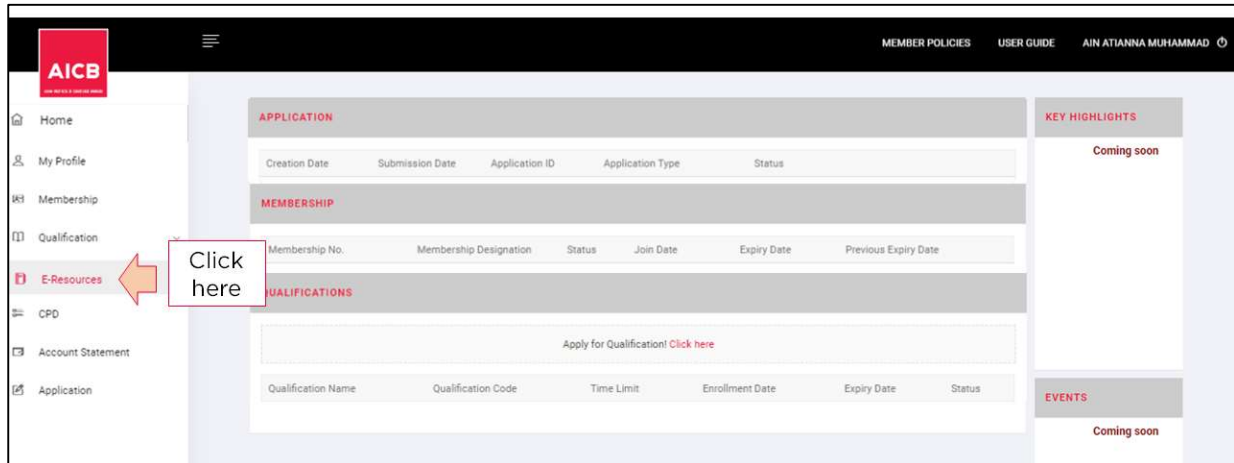 MEMBER POLICIES USER GUIDE AIN ATIANNA MUHAMMAD
AICB
Home
My Profile
Membership
Qualification
E-Resources
CPD
Account Statement
Application
Click
here
APPLICATION
Creation Date Submission Date Application ID Application Type Status
MEMBERSHIP
Membership No. Membership Designation Status Join Date Expiry Date Previous Expiry Date
QUALIFICATIONS
Apply for Qualification! Click here
Qualification Name Qualification Code Time Limit Enrollment Date Expiry Date Status
KEY HIGHLIGHTS
Coming soon
EVENTS
Coming soon